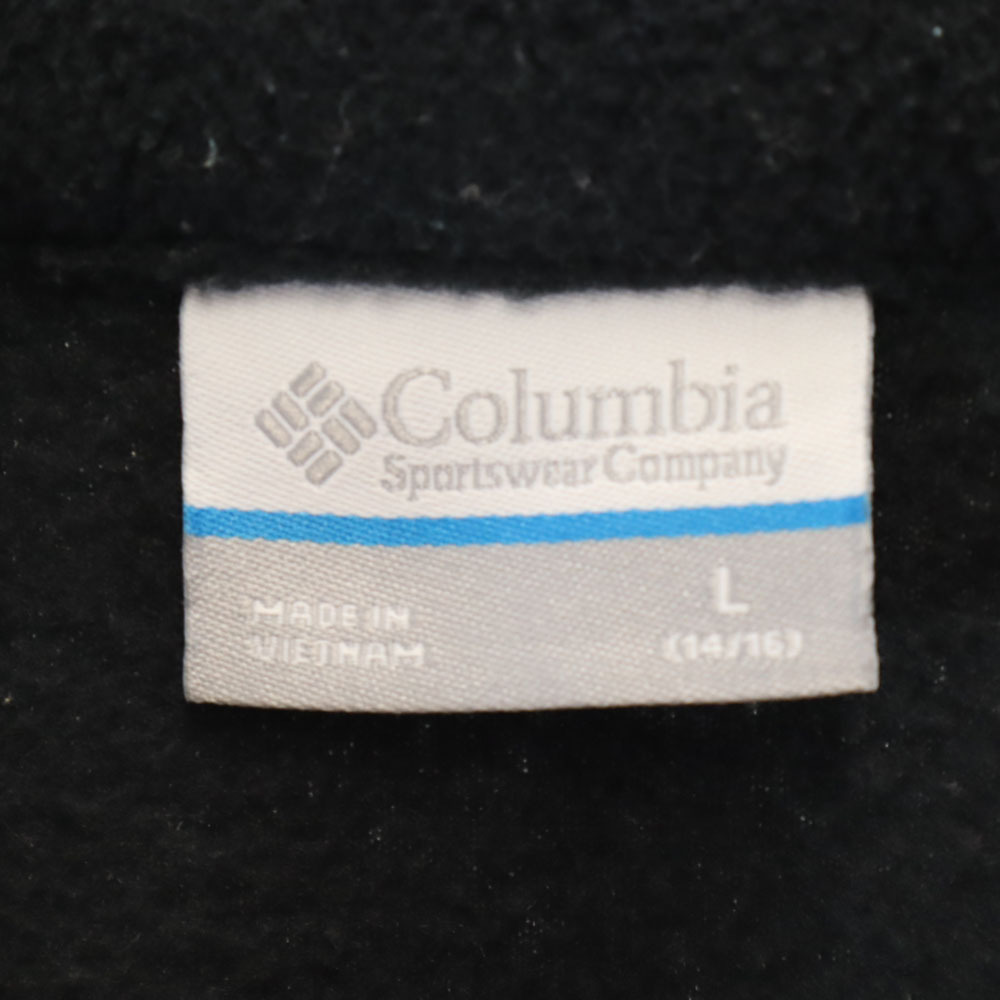 Columbia
Sportswear Company
MADE IN
VIETNAM
L
(14/16)